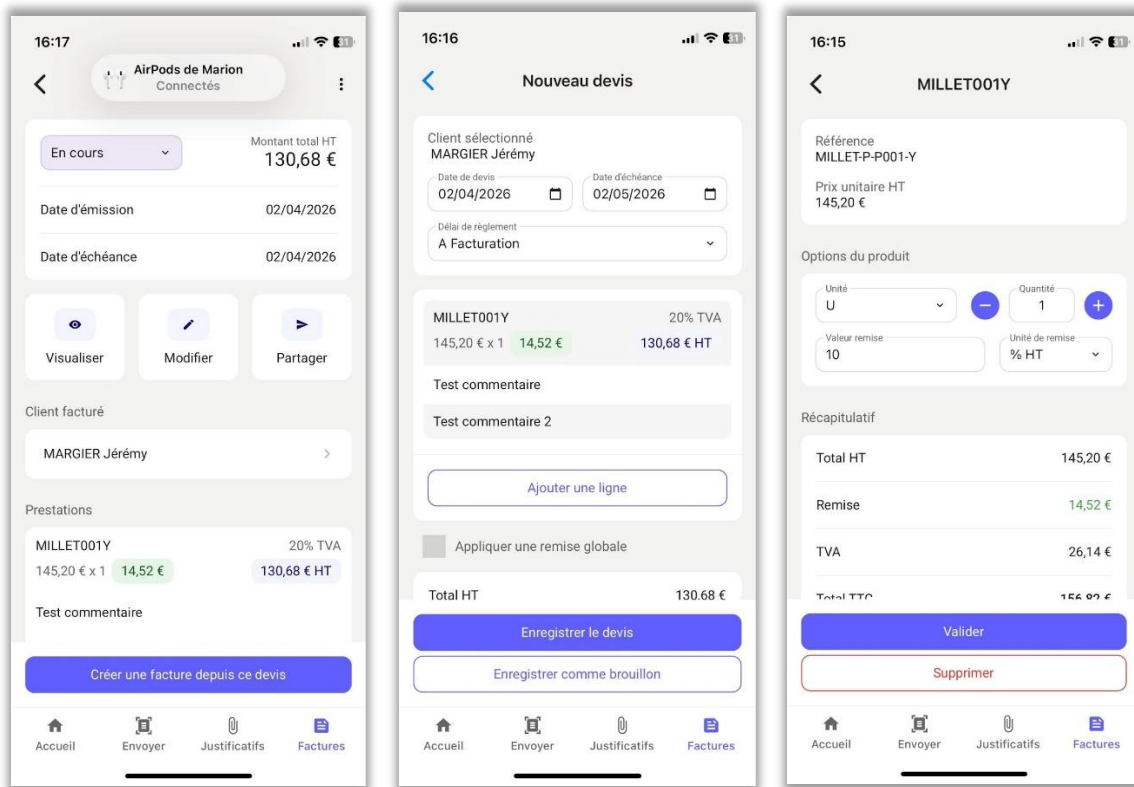 16:17
31
AirPods de Marion
Connectés
En cours
Montant total HT
130,68 €
Date d'émission 02/04/2026
Date d'échéance 02/04/2026
Visualiser Modifier Partager
Client facturé
MARGIER Jérémy
Prestations
MILLET001Y 20% TVA
145,20 € x 1 14,52 € 130,68 € HT
Test commentaire
Créer une facture depuis ce devis
Accueil Envoyer Justificatifs Factures
16:16
31
Nouveau devis
Client sélectionné
MARGIER Jérémy
Date de devis Date d'échéance
02/04/2026 02/05/2026
Délai de règlement
A Facturation
MILLET001Y 20% TVA
145,20 € x 1 14,52 € 130,68 € HT
Test commentaire
Test commentaire 2
Ajouter une ligne
Appliquer une remise globale
Total HT 130.68 €
Enregistrer le devis
Enregistrer comme brouillon
Accueil Envoyer Justificatifs Factures
16:15
31
MILLET001Y
Référence
MILLET-P-P001-Y
Prix unitaire HT
145,20 €
Options du produit
Unité Quantité
U 1
Valeur remise Unité de remise
10 % HT
Récapitulatif
Total HT 145,20 €
Remise 14,52 €
TVA 26,14 €
Total TTC 156,82 €
Valider
Supprimer
Accueil Envoyer Justificatifs Factures